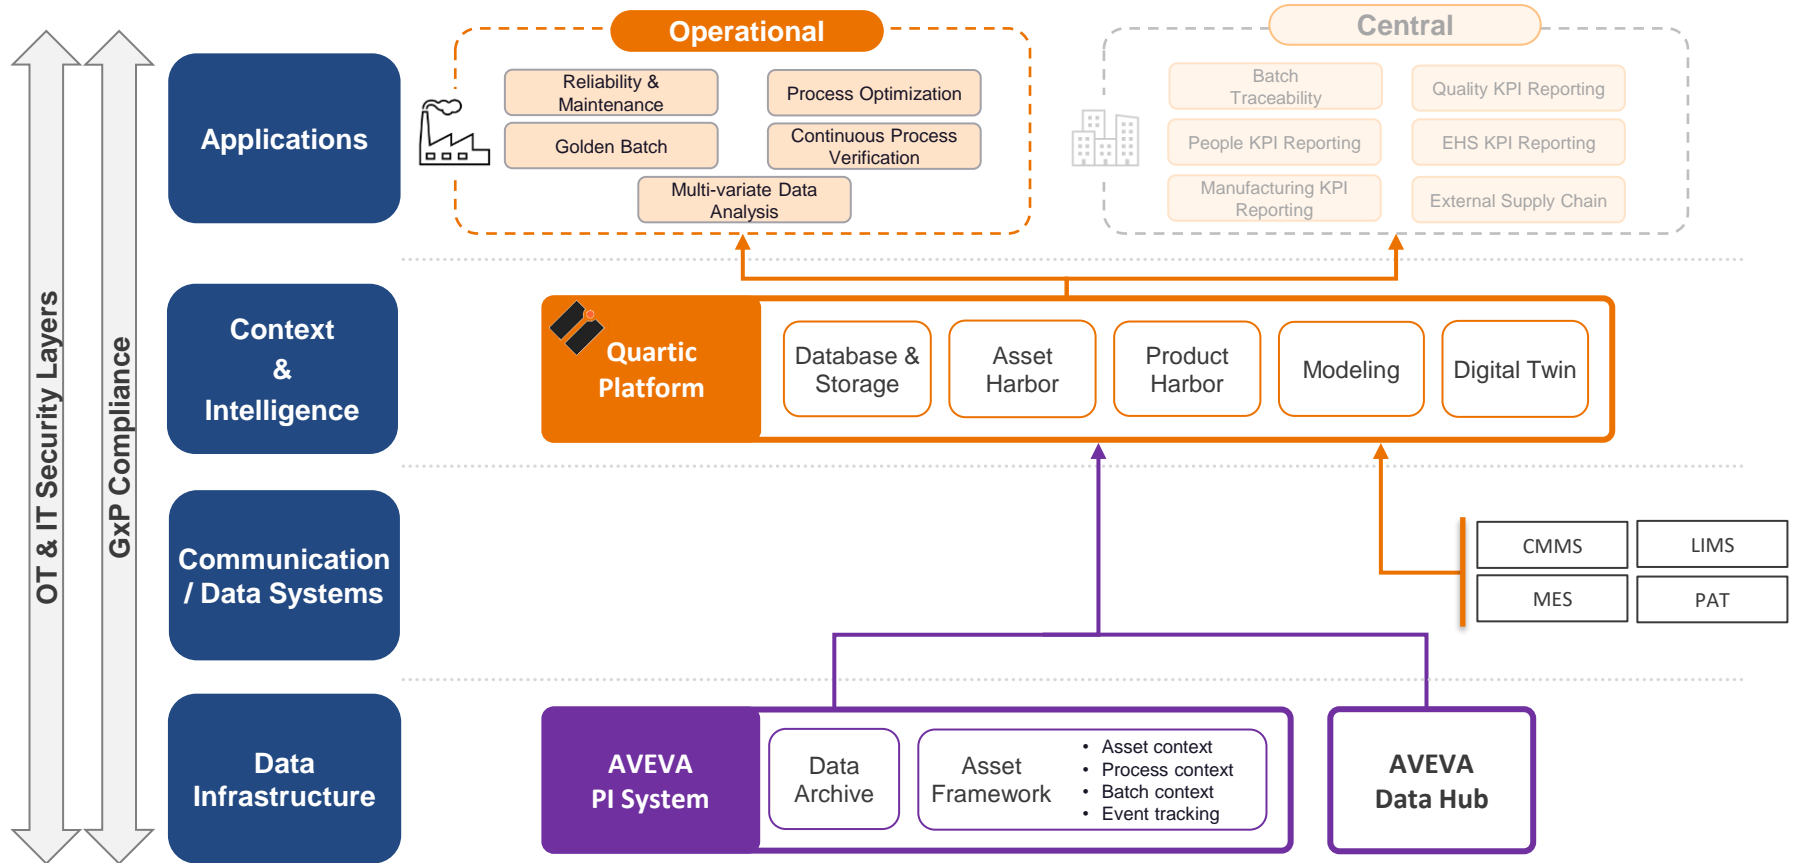 OT & IT Security Layers
GxP Compliance
Applications
Operational
Reliability &
Maintenance
Process Optimization
Golden Batch
Continuous Process
Verification
Multi-variate Data
Analysis
Central
Batch
Traceability
Quality KPI Reporting
People KPI Reporting
EHS KPI Reporting
Manufacturing KPI
Reporting
External Supply Chain
Context
&
Intelligence
Quartic
Platform
Database &
Storage
Asset
Harbor
Product
Harbor
Modeling
Digital Twin
Communication
/ Data Systems
CMMS
LIMS
MES
PAT
Data
Infrastructure
AVEVA
PI System
Data
Archive
Asset
Framework
• Asset context
• Process context
• Batch context
• Event tracking
AVEVA
Data Hub